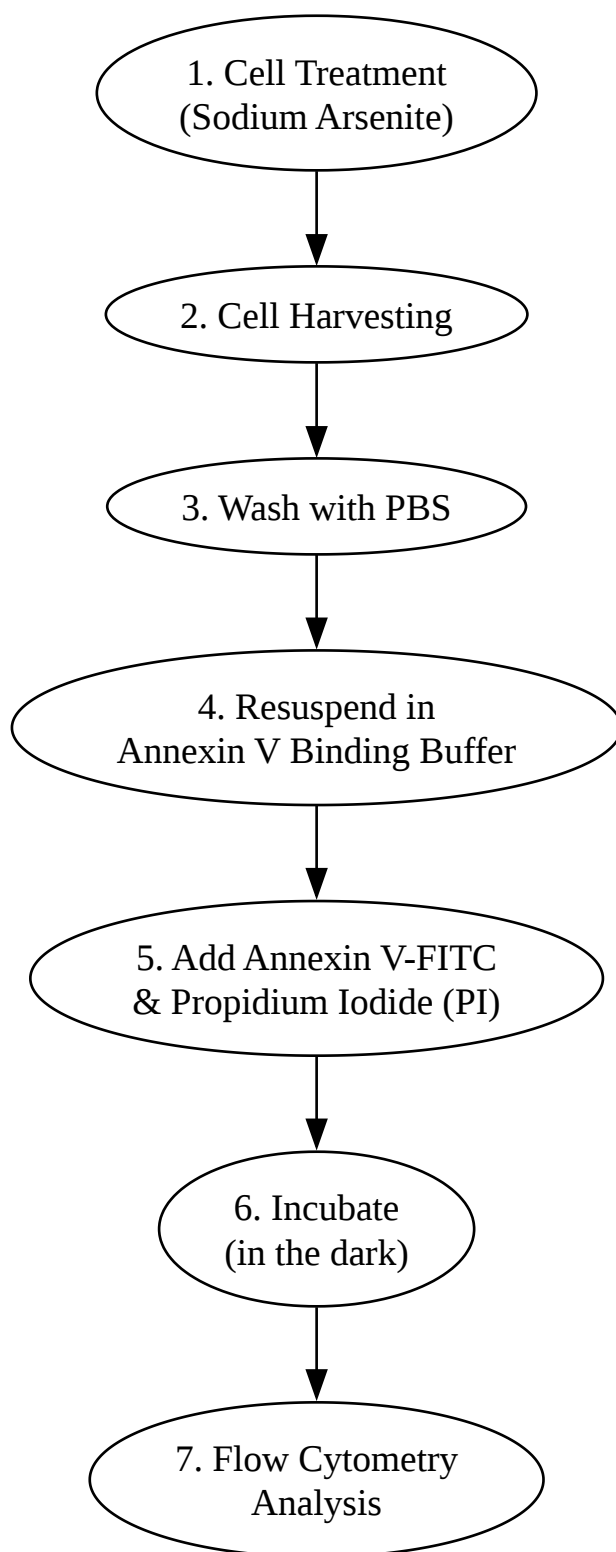 1. Cell Treatment
(Sodium Arsenite)
2. Cell Harvesting
3. Wash with PBS
4. Resuspend in
Annexin V Binding Buffer
5. Add Annexin V-FITC
& Propidium Iodide (PI)
6. Incubate
(in the dark)
7. Flow Cytometry
Analysis